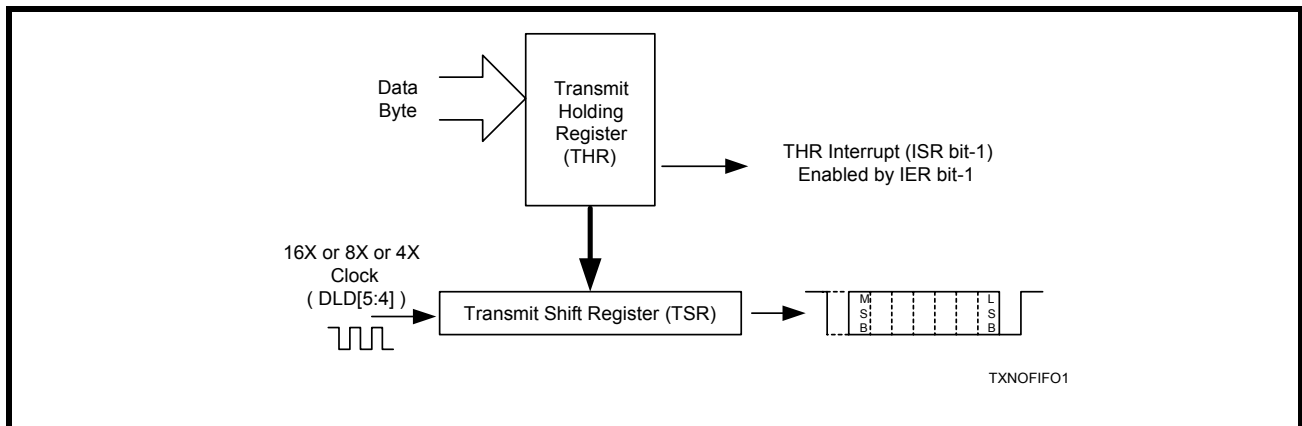 Data
Byte
Transmit
Holding
Register
(THR)
THR Interrupt (ISR bit-1)
Enabled by IER bit-1
16X or 8X or 4X
Clock
( DLD[5:4] )
Transmit Shift Register (TSR)
M
S
B
L
S
B
TXNOFIFO1